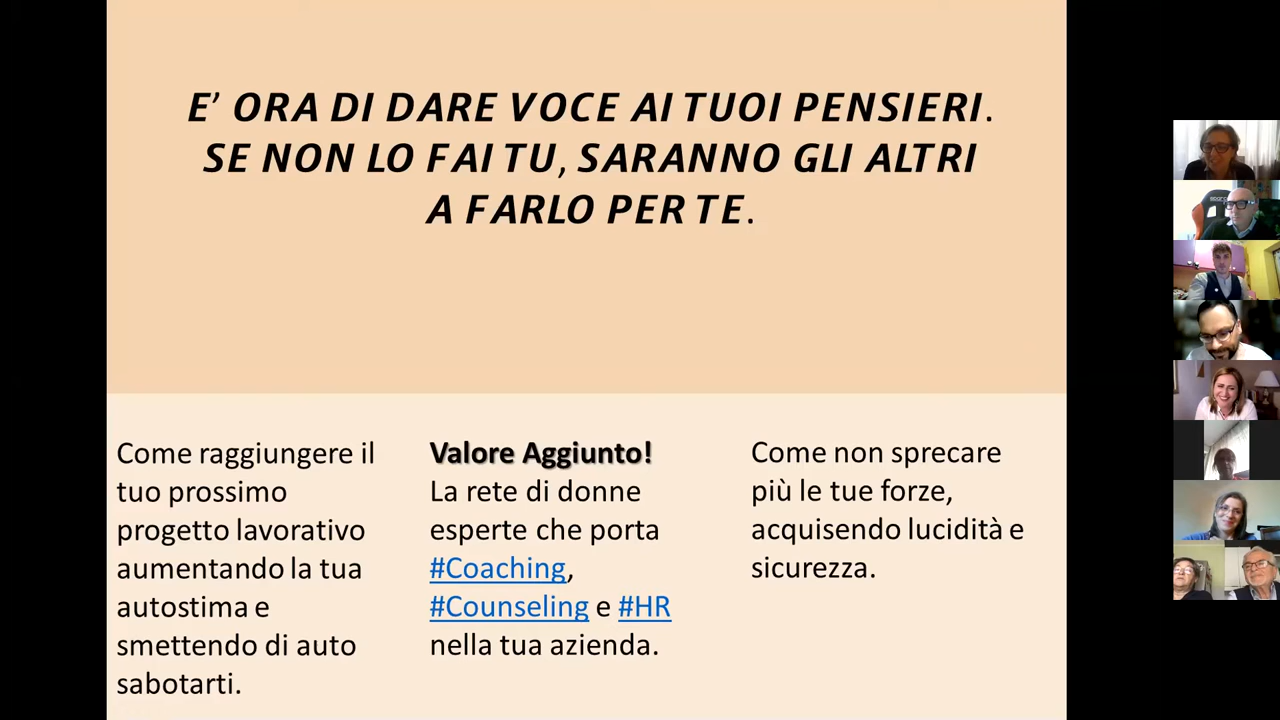 E’ ORA DI DARE VOCE AI TUOI PENSIERI.
SE NON LO FAI TU, SARANNO GLI ALTRI
A FARLO PER TE.
Come raggiungere il
tuo prossimo
progetto lavorativo
aumentando la tua
autostima e
smettendo di auto
sabotarti.
Valore Aggiunto!
La rete di donne
esperte che porta
#Coaching,
#Counseling e #HR
nella tua azienda.
Come non sprecare
più le tue forze,
acquisendo lucidità e
sicurezza.